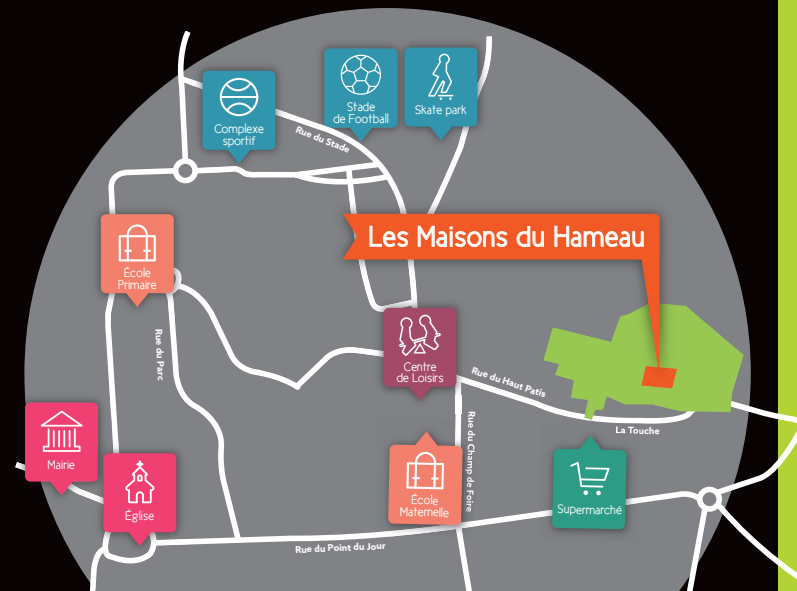 Complexe
sportif
Stade
de Football
Skate park
Rue du Stade
Les Maisons du Hameau
École
Primaire
Rue du Parc
Centre
de Loisirs
Rue du Haut Patis
La Touche
Mairie
Église
École
Maternelle
Rue du Champ de Foire
Supermarché
Rue du Point du Jour